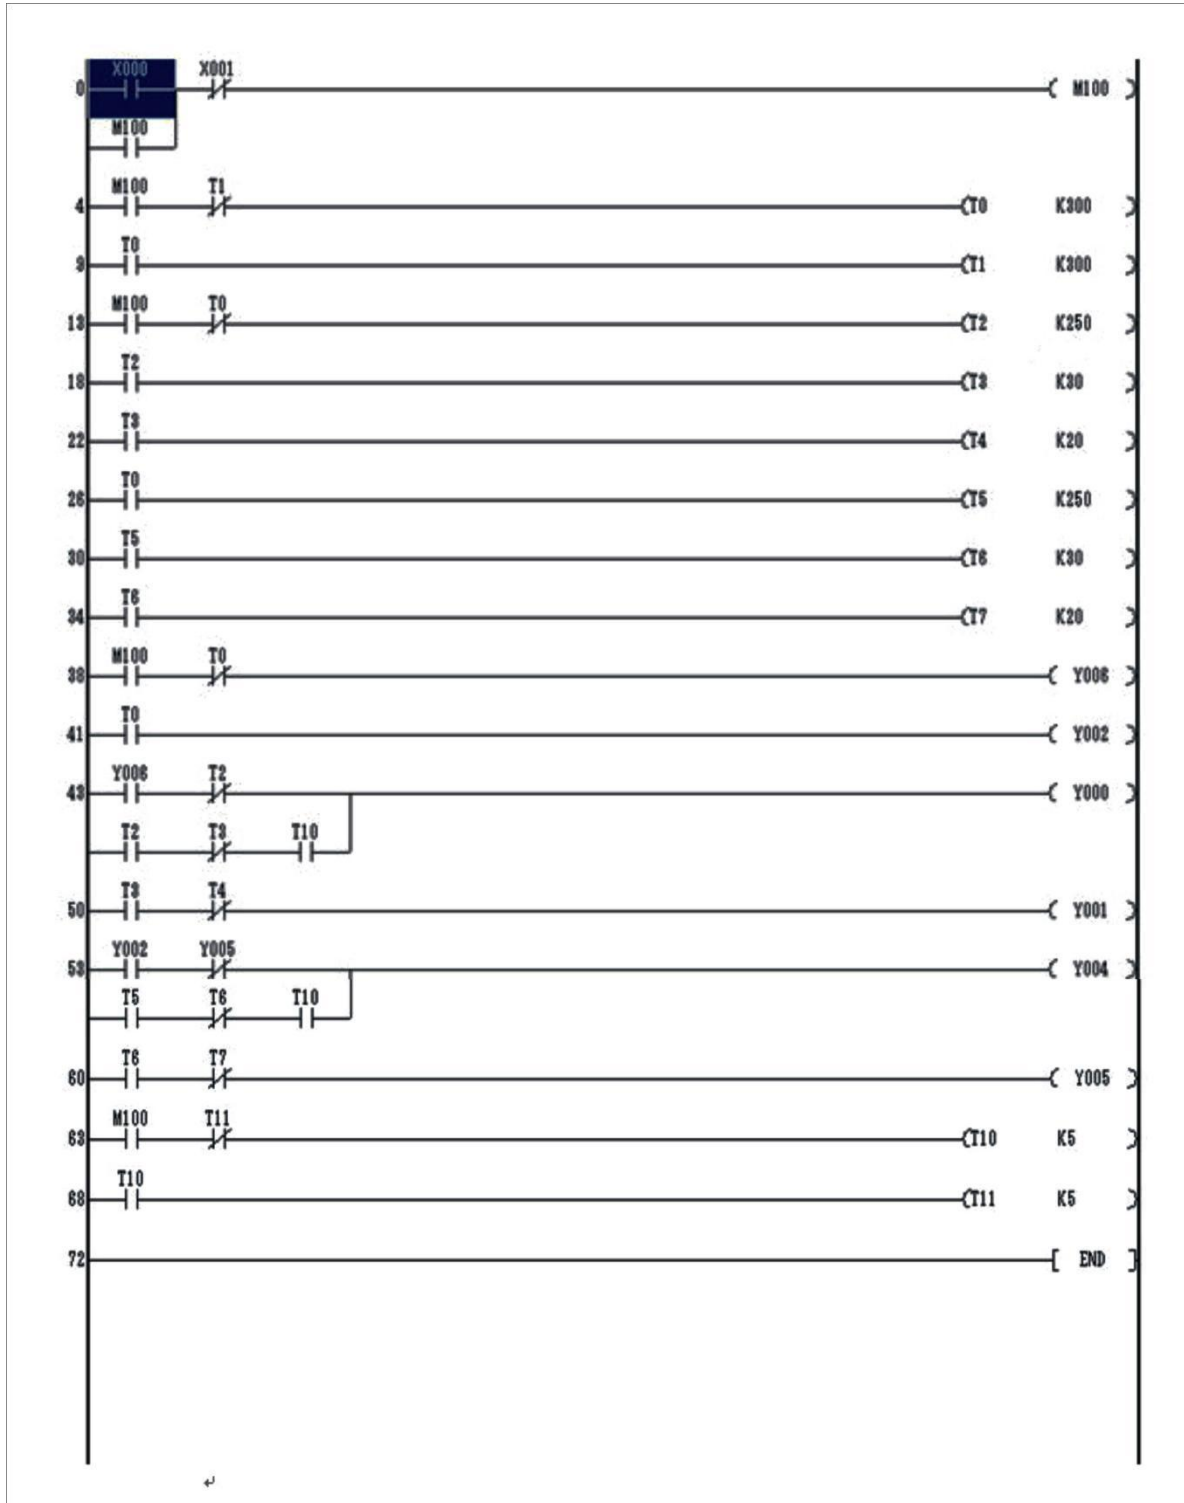 X000 X001
0 M100
M100
M100 T1
4 T0 K300
T0
9 T1 K300
M100 T0
13 T2 K250
T2
18 T3 K30
T3
22 T4 K20
T0
26 T5 K250
T5
30 T6 K30
T6
34 T7 K20
M100 T0
38 Y006
T0
41 Y002
Y006 T2
43 Y000
T2 T3 T10
T3 T4
50 Y001
Y002 Y005
53 Y004
T5 T6 T10
T6 T7
60 Y005
M100 T11
63 T10 K5
T10
68 T11 K5
72 END